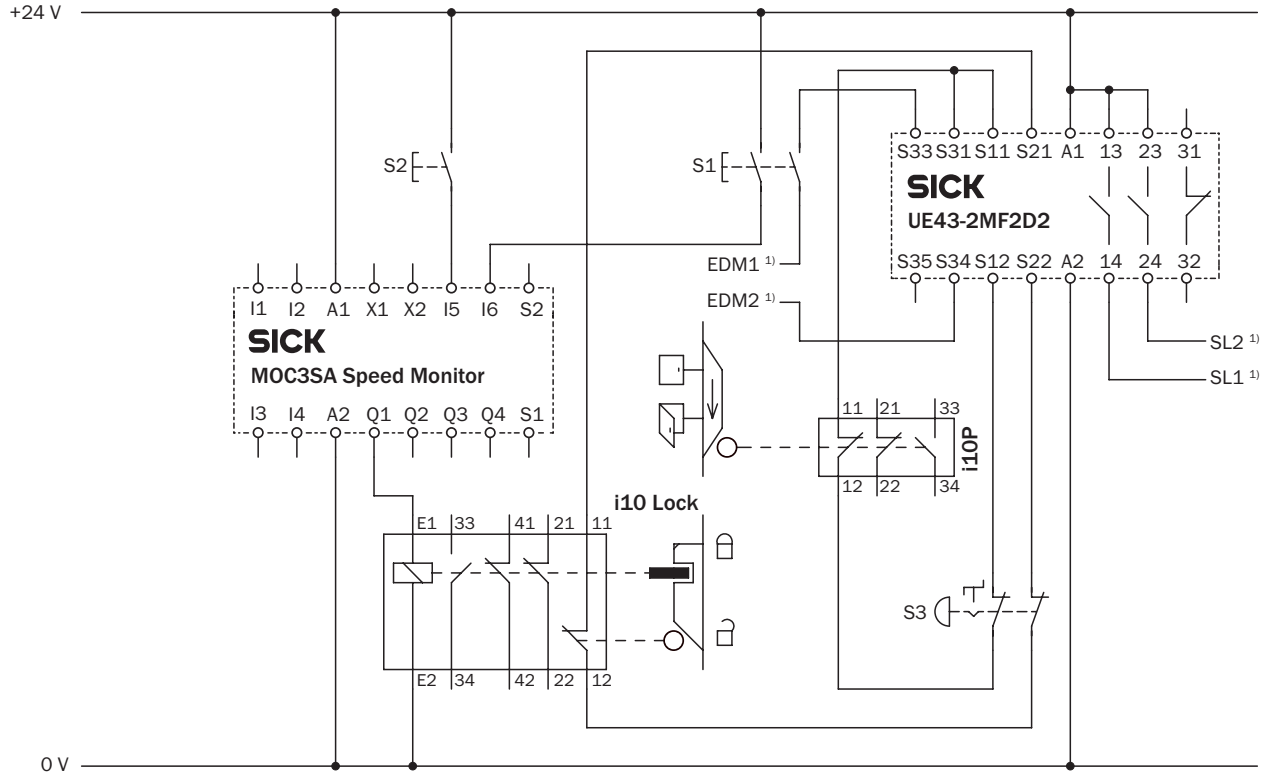 +24 V
S2
S1
S33 S31 S11 S21 A1 13 23 31
SICK
UE43-2MF2D2
S35 S34 S12 S22 A2 14 24 32
EDM1 1)
EDM2 1)
SL2 1)
SL1 1)
I1 I2 A1 X1 X2 I5 I6 S2
SICK
MOC3SA Speed Monitor
I3 I4 A2 Q1 Q2 Q3 Q4 S1
11 21 33
i10P
12 22 34
i10 Lock
E1 33 41 21 11
S3
E2 34 42 22 12
0 V